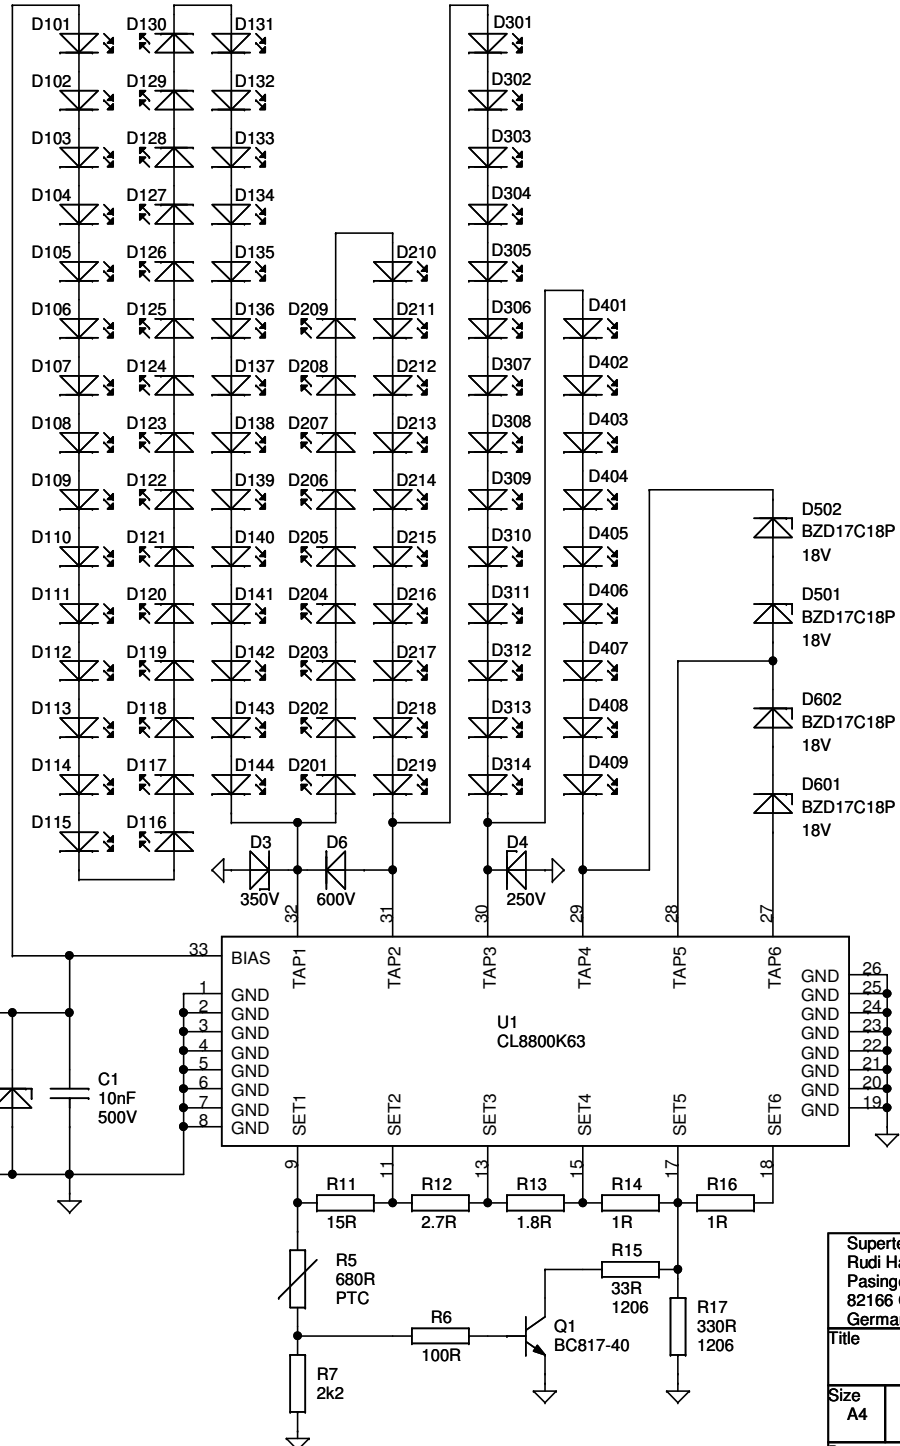 D101 D130 D131 D301
D102 D129 D132 D302
D103 D128 D133 D303
D104 D127 D134 D304
D105 D126 D135 D210 D305
D106 D125 D136 D209 D211 D306 D401
D107 D124 D137 D208 D212 D307 D402
D108 D123 D138 D207 D213 D308 D403
D109 D122 D139 D206 D214 D309 D404
D502
BZD17C18P
18V
D110 D121 D140 D205 D215 D310 D405
D111 D120 D141 D204 D216 D311 D406
D501
BZD17C18P
18V
D112 D119 D142 D203 D217 D312 D407
D113 D118 D143 D202 D218 D313 D408
D602
BZD17C18P
18V
D114 D117 D144 D201 D219 D314 D409
D601
BZD17C18P
18V
D115 D116
D3
350V
D6
600V
D4
250V
32 31 30 29 28 27
33 BIAS
TAP1 TAP2 TAP3 TAP4 TAP5 TAP6
1 GND
2 GND
3 GND
4 GND
5 GND
6 GND
7 GND
8 GND
U1
CL8800K63
GND 26
GND 25
GND 24
GND 23
GND 22
GND 21
GND 20
GND 19
C1
10nF
500V
SET1 SET2 SET3 SET4 SET5 SET6
9 11 13 15 17 18
R11 R12 R13 R14 R16
15R 2.7R 1.8R 1R 1R
R5
680R
PTC
R15
33R
1206
R6
100R
Q1
BC817-40
R17
330R
1206
R7
2k2
Superte
Rudi Ha
Pasinge
82166
Germa
Title
Size
A4